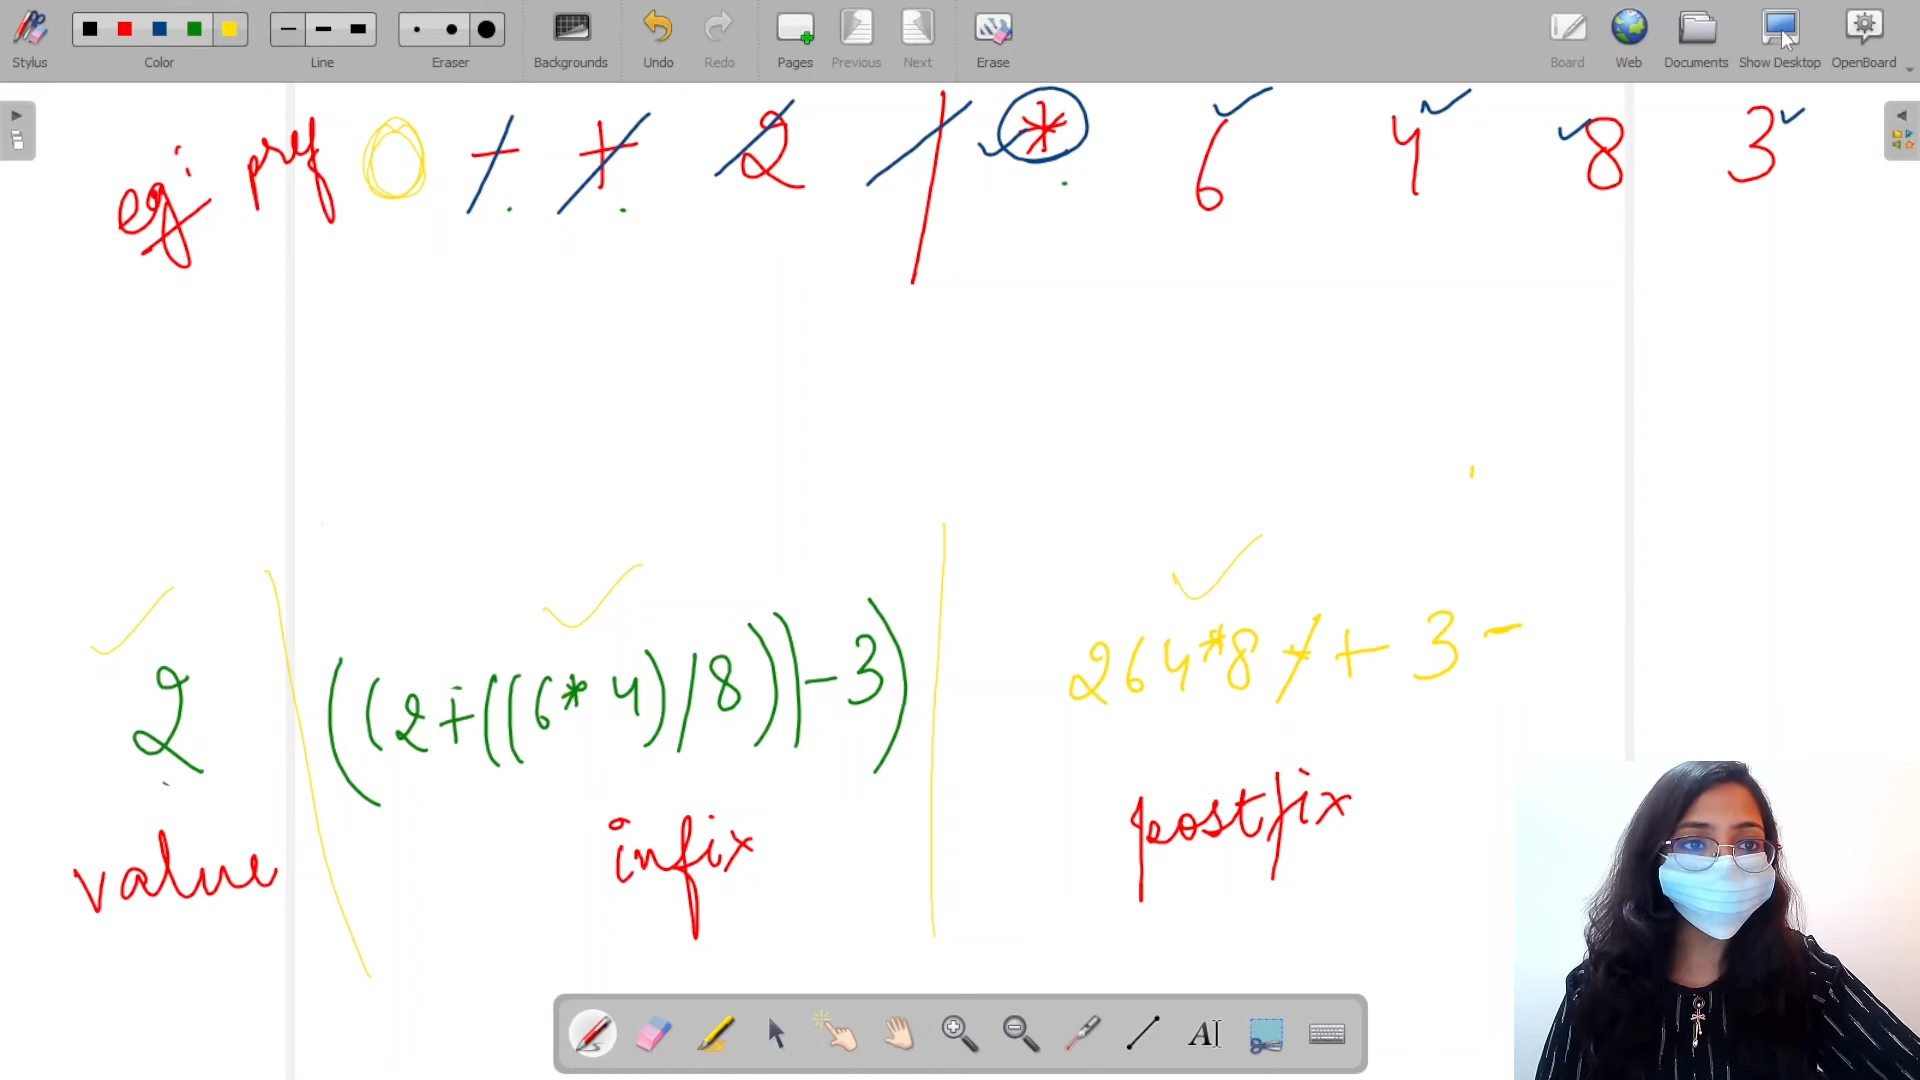 Stylus Color Line Eraser Backgrounds Undo Redo Pages Previous Next Erase Board Web Documents Show Desktop OpenBoard
eg: pref - + 2 / * 6 4 8 3
2 ((2+((6*4)/8))-3) 264*8/+3-
value infix postfix